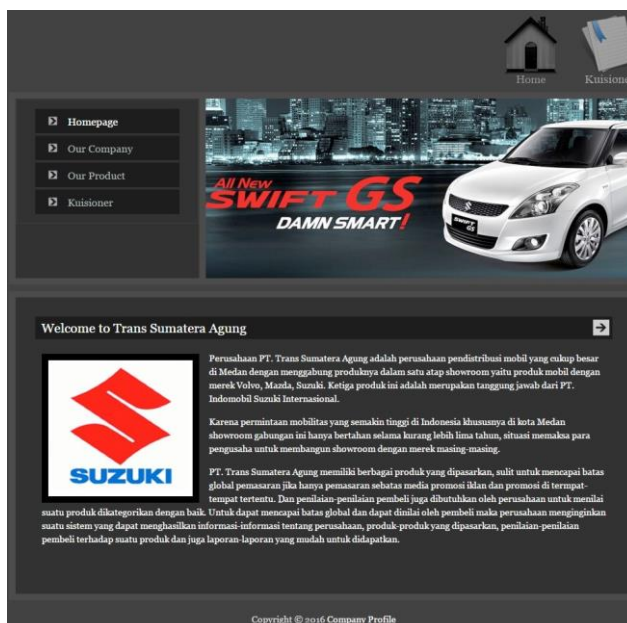 Home
Kuisione
Homepage
Our Company
Our Product
Kuisioner
All New
SWIFT GS
DAMN SMART!
SWIFT
GS
Welcome to Trans Sumatera Agung
SUZUKI
Perusahaan PT. Trans Sumatera Agung adalah perusahaan pendistribusi mobil yang cukup besar
di Medan dengan menggabung produknya dalam satu atap showroom yaitu produk mobil dengan
merek Volvo, Mazda, Suzuki. Ketiga produk ini adalah merupakan tanggung jawab dari PT.
Indomobil Suzuki Internasional.
Karena permintaan mobilitas yang semakin tinggi di Indonesia khususnya di kota Medan
showroom gabungan ini hanya bertahan selama kurang lebih lima tahun, situasi memaksa para
pengusaha untuk membangun showroom dengan merek masing-masing.
PT. Trans Sumatera Agung memiliki berbagai produk yang dipasarkan, sulit untuk mencapai batas
global pemasaran jika hanya pemasaran sebatas media promosi iklan dan promosi di termpat-
tempat tertentu. Dan penilaian-penilaian pembeli juga dibutuhkan oleh perusahaan untuk menilai
suatu produk dikategorikan dengan baik. Untuk dapat mencapai batas global dan dapat dinilai oleh pembeli maka perusahaan menginginkan
suatu sistem yang dapat menghasilkan informasi-informasi tentang perusahaan, produk-produk yang dipasarkan, penilaian-penilaian
pembeli terhadap suatu produk dan juga laporan-laporan yang mudah untuk didapatkan.
Copyright © 2016 Company Profile